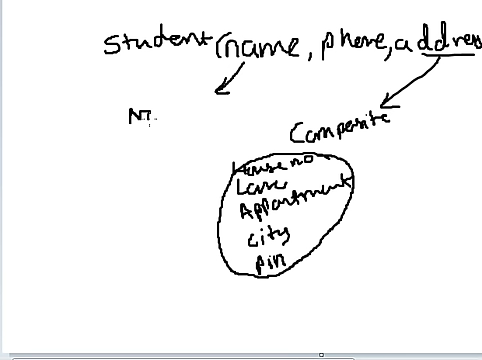 Student(name, phone, address
NT.
Composite
House no
Lane
Appartment
city
pin